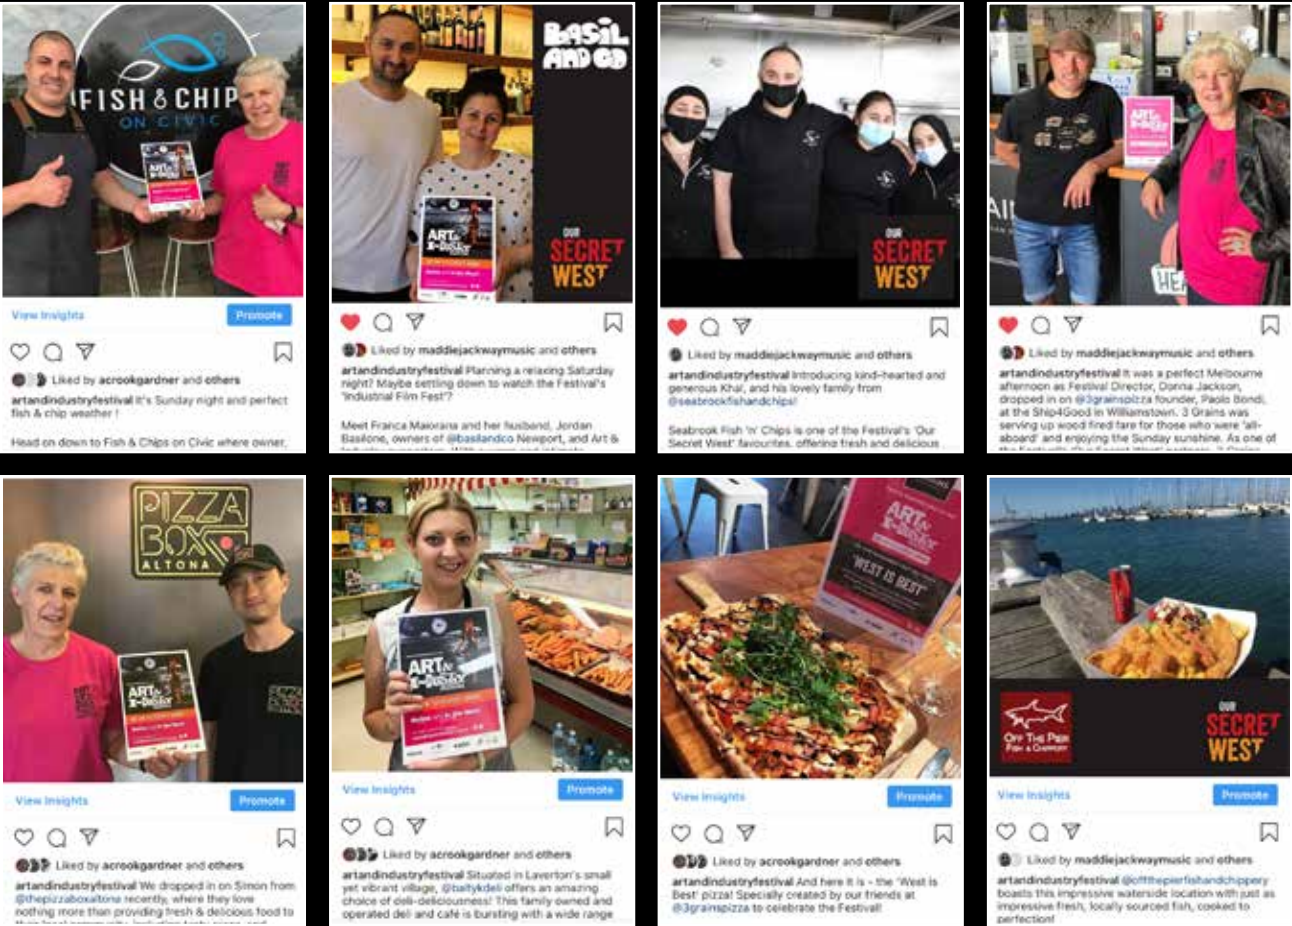 FISH & CHIP
ON CIVIC
ART &
INDUSTRY
View Insights
Promote
Liked by acrookgardner and others
artandindustryfestival It's Sunday night and perfect
fish & chip weather !
Head on down to Fish & Chips on Civic where owner,
BASIL
AND CO
ART &
INDUSTRY
OUR
SECRET
WEST
Liked by maddiejackwaymusic and others
artandindustryfestival Planning a relaxing Saturday
night? Maybe settling down to watch the Festival's
'Industrial Film Fest'?
Meet Franca Maiorana and her husband, Jordan
Basilone, owners of @basilandco Newport, and Art &
OUR
SECRET
WEST
Liked by maddiejackwaymusic and others
artandindustryfestival Introducing kind-hearted and
generous Khal, and his lovely family from
@seabrookfishandchips!
Seabrook Fish 'n' Chips is one of the Festival's 'Our
Secret West' favourites, offering fresh and delicious
ART &
INDUSTRY
Liked by maddiejackwaymusic and others
artandindustryfestival It was a perfect Melbourne
afternoon as Festival Director, Donna Jackson,
dropped in on @3grainspizza founder, Paolo Bondi,
at the Ship4Good in Williamstown. 3 Grains was
serving up wood fired fare for those who were 'all-
aboard' and enjoying the Sunday sunshine. As one of
PIZZA
BOX
ALTONA
ART &
INDUSTRY
View Insights
Promote
Liked by acrookgardner and others
artandindustryfestival We dropped in on Simon from
@thepizzaboxaltona recently, where they love
nothing more than providing fresh & delicious food to
ART &
INDUSTRY
View Insights
Promote
Liked by acrookgardner and others
artandindustryfestival Situated in Laverton's small
yet vibrant village, @baltykdeli offers an amazing
choice of deli-deliciousness! This family owned and
operated deli and café is bursting with a wide range
ART &
INDUSTRY
'WEST IS BEST'
View Insights
Promote
Liked by acrookgardner and others
artandindustryfestival And here it is - the 'West is
Best' pizza! Specially created by our friends at
@3grainspizza to celebrate the Festival!
OFF THE PIER
FISH & CHIPPERY
OUR
SECRET
WEST
View Insights
Promote
Liked by maddiejackwaymusic and others
artandindustryfestival @offthepierfishandchippery
boasts this impressive waterside location with just as
impressive fresh, locally sourced fish, cooked to
perfection!